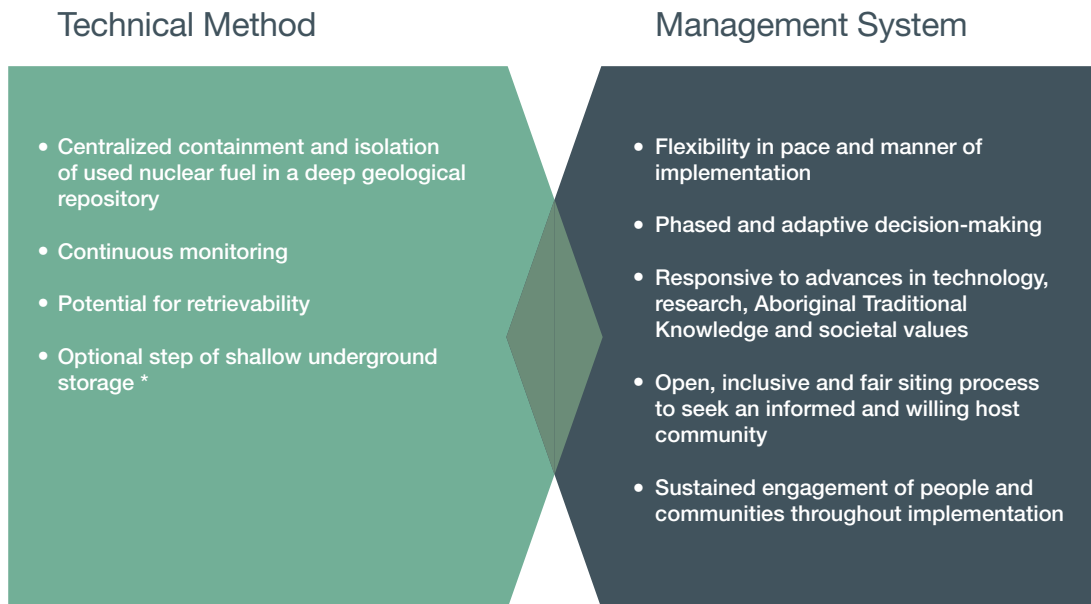 Technical Method
• Centralized containment and isolation
of used nuclear fuel in a deep geological
repository
• Continuous monitoring
• Potential for retrievability
• Optional step of shallow underground
storage *
Management System
• Flexibility in pace and manner of
implementation
• Phased and adaptive decision-making
• Responsive to advances in technology,
research, Aboriginal Traditional
Knowledge and societal values
• Open, inclusive and fair siting process
to seek an informed and willing host
community
• Sustained engagement of people and
communities throughout implementation